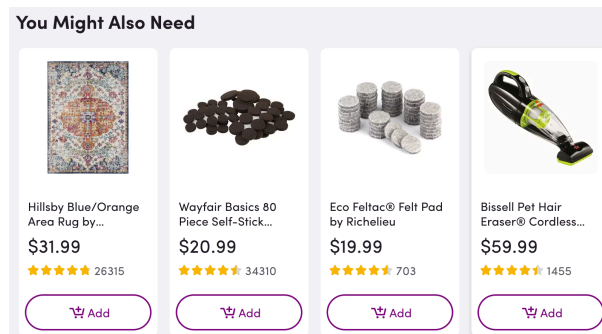 You Might Also Need
Hillsby Blue/Orange
Area Rug by...
$31.99
26315
Add
Wayfair Basics 80
Piece Self-Stick...
$20.99
34310
Add
Eco Feltac® Felt Pad
by Richelieu
$19.99
703
Add
Bissell Pet Hair
Eraser® Cordless...
$59.99
1455
Add